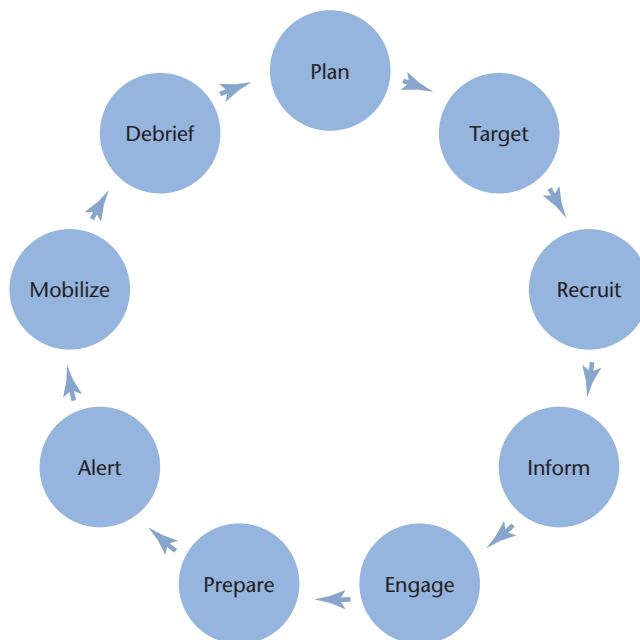 Plan
Target
Recruit
Inform
Engage
Prepare
Alert
Mobilize
Debrief